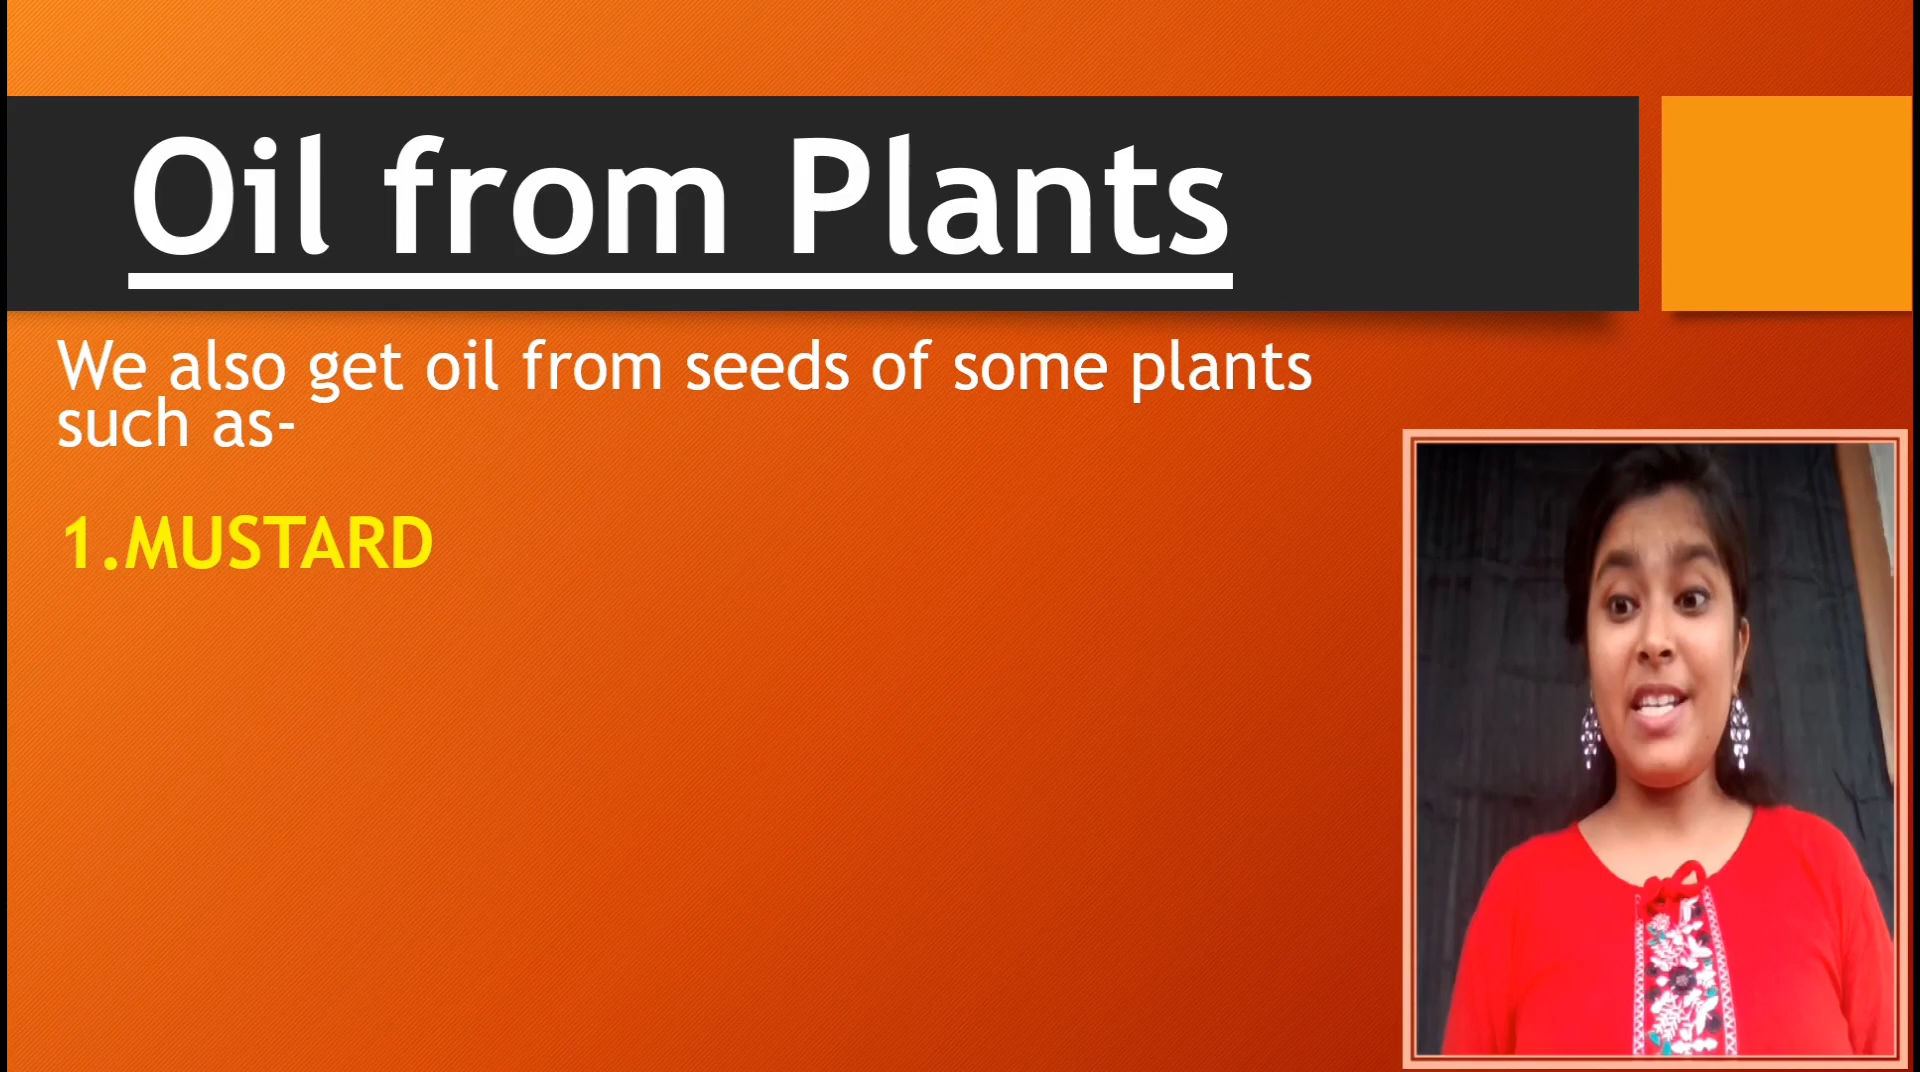 Oil from Plants
We also get oil from seeds of some plants
such as-
1.MUSTARD